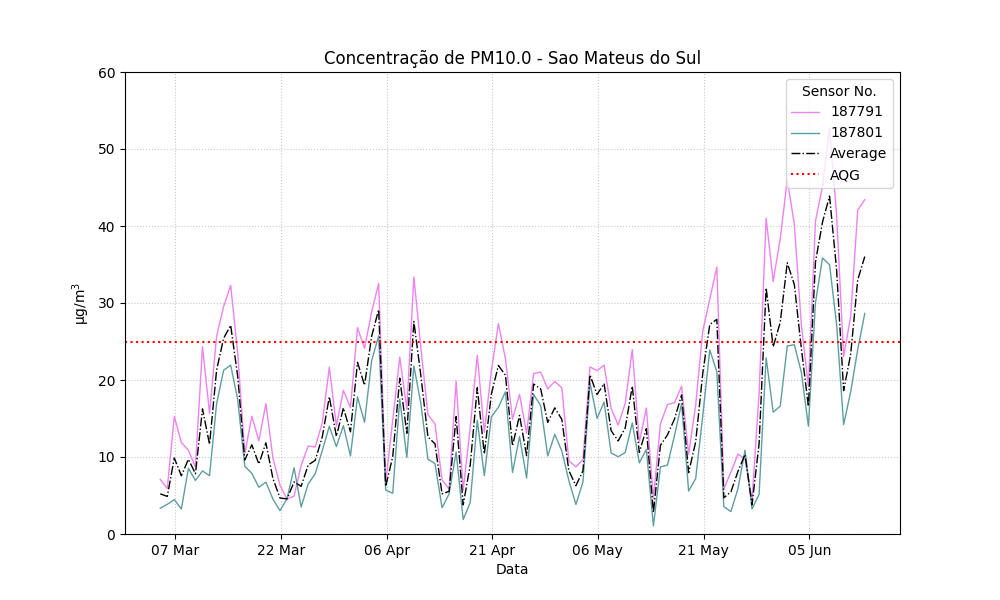 Concentração de PM10.0 - Sao Mateus do Sul
Sensor No.
187791
187801
Average
AQG
60
50
40
30
20
10
0
µg/m³
07 Mar
22 Mar
06 Apr
21 Apr
06 May
21 May
05 Jun
Data